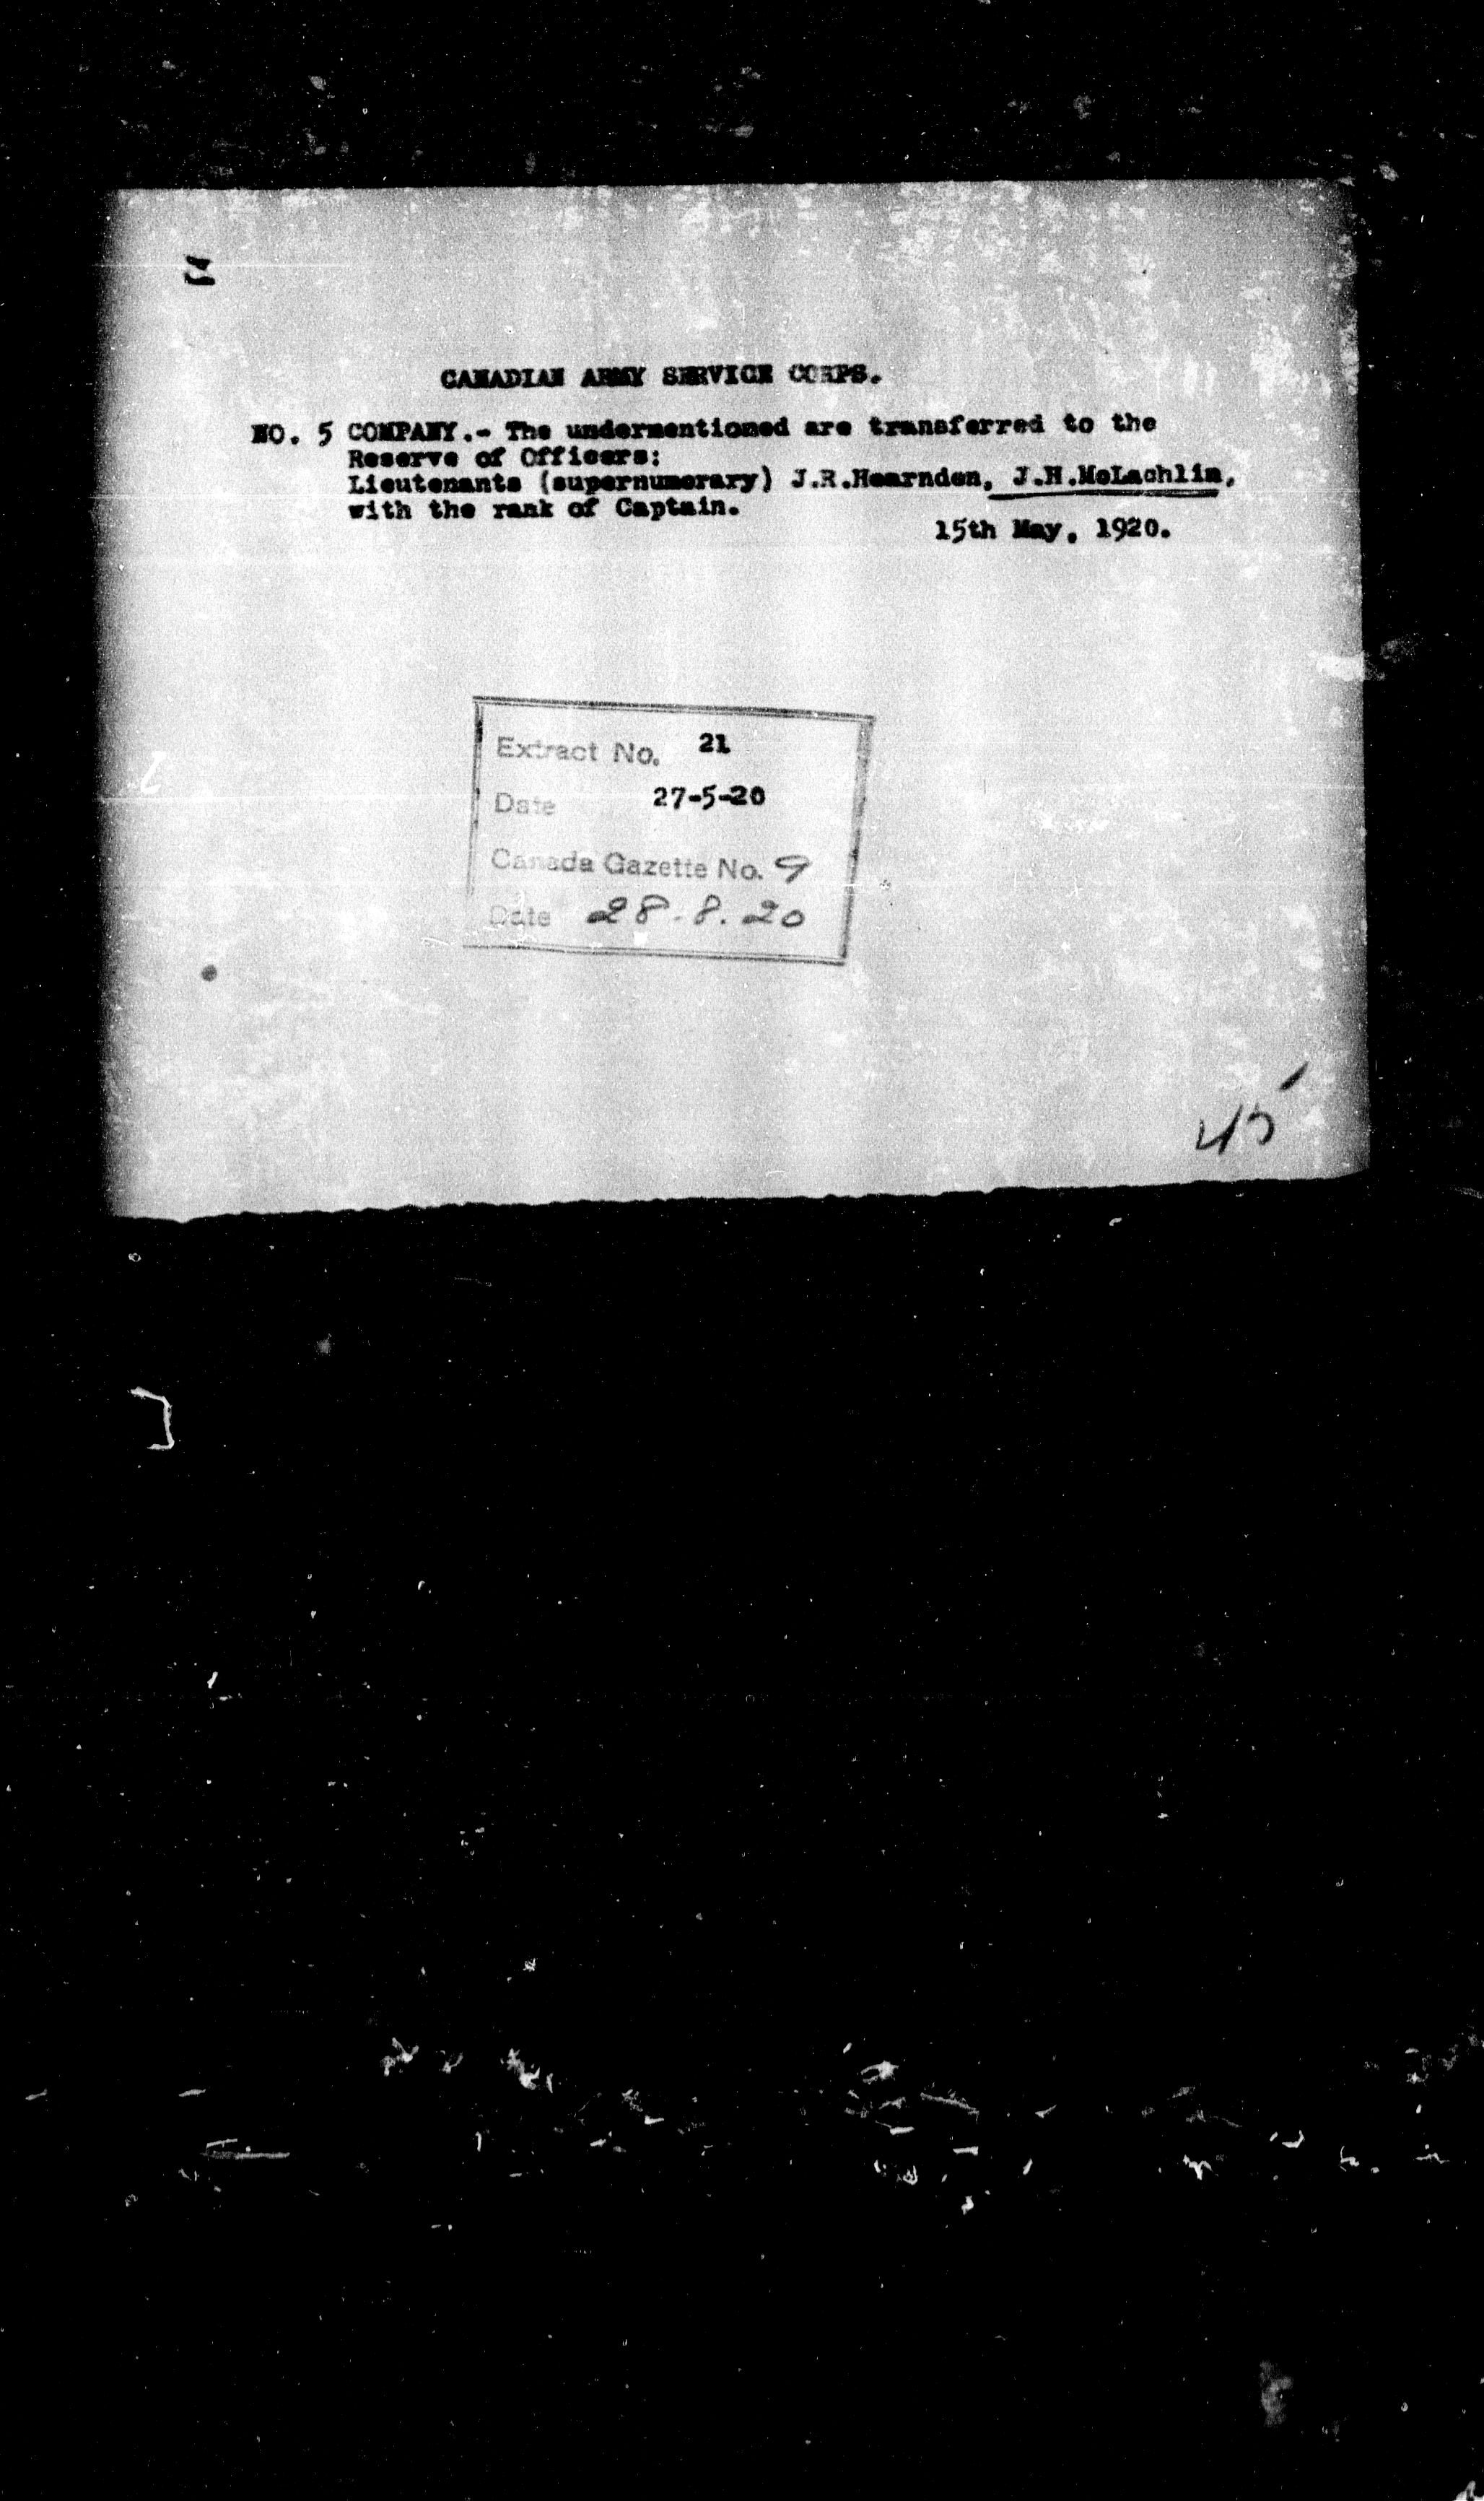 CANADIAN ARMY SERVICE CORPS.
NO. 5 COMPANY.- The undermentioned are transferred to the
Reserve of Officers:
Lieutenants (supernumerary) J.R.Hearnden, J.H.McLachlin,
with the rank of Captain.
15th May, 1920.
Extract No. 21
Date 27-5-20
Canada Gazette No. 9
Date 28.8.20
45